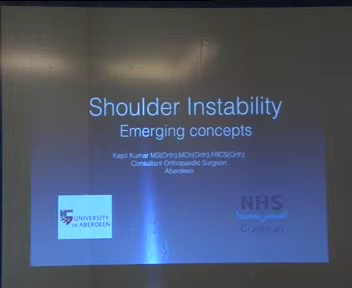 Shoulder Instability
Emerging concepts
Kapil Kumar MS(Orth),MCh(Orth),FRCS(Orth)
Consultant Orthopaedic Surgeon
Aberdeen
UNIVERSITY
OF ABERDEEN
NHS
Grampian